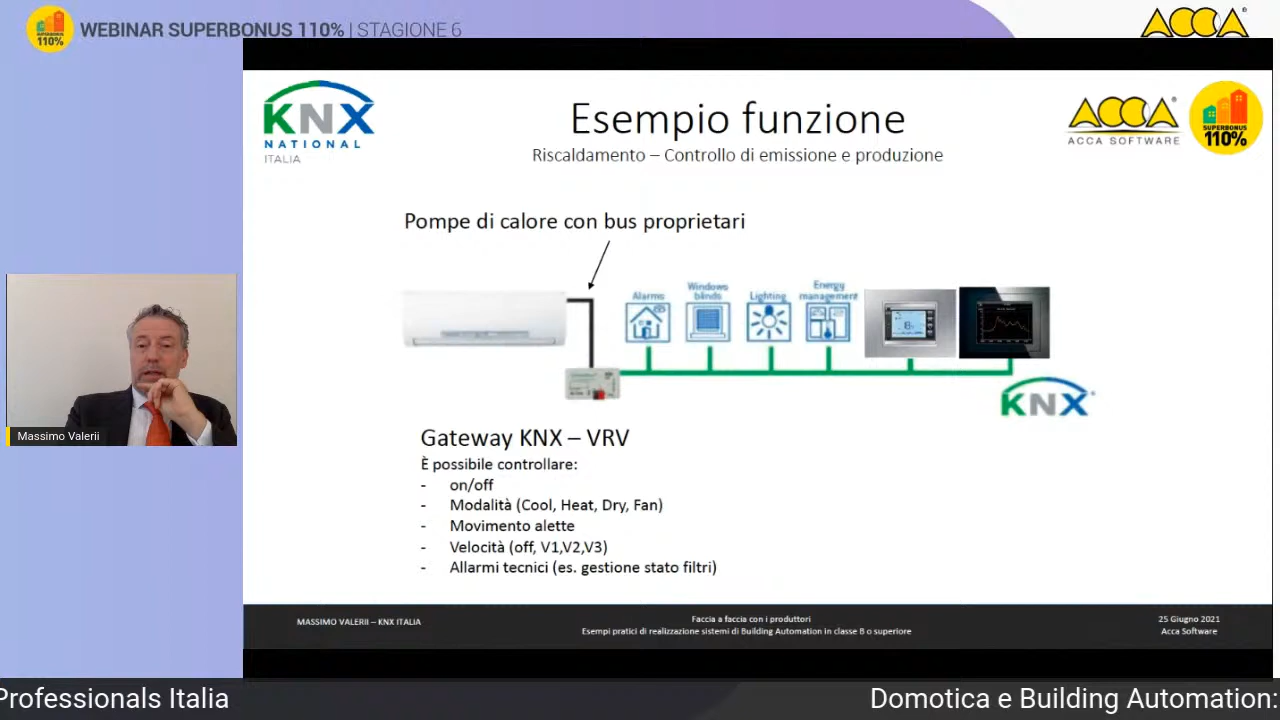 SUPERBONUS
110%
WEBINAR SUPERBONUS 110% | STAGIONE 6
ACCA
KNX
NATIONAL
ITALIA
Esempio funzione
Riscaldamento – Controllo di emissione e produzione
ACCA
ACCA SOFTWARE
SUPERBONUS
110%
Pompe di calore con bus proprietari
Alarms
Windows
blinds
Lighting
Energy
management
KNX
Gateway KNX – VRV
È possibile controllare:
- on/off
- Modalità (Cool, Heat, Dry, Fan)
- Movimento alette
- Velocità (off, V1,V2,V3)
- Allarmi tecnici (es. gestione stato filtri)
Massimo Valerii
MASSIMO VALERII – KNX ITALIA
Faccia a faccia con i produttori
Esempi pratici di realizzazione sistemi di Building Automation in classe B o superiore
25 Giugno 2021
Acca Software
Professionals Italia
Domotica e Building Automation: